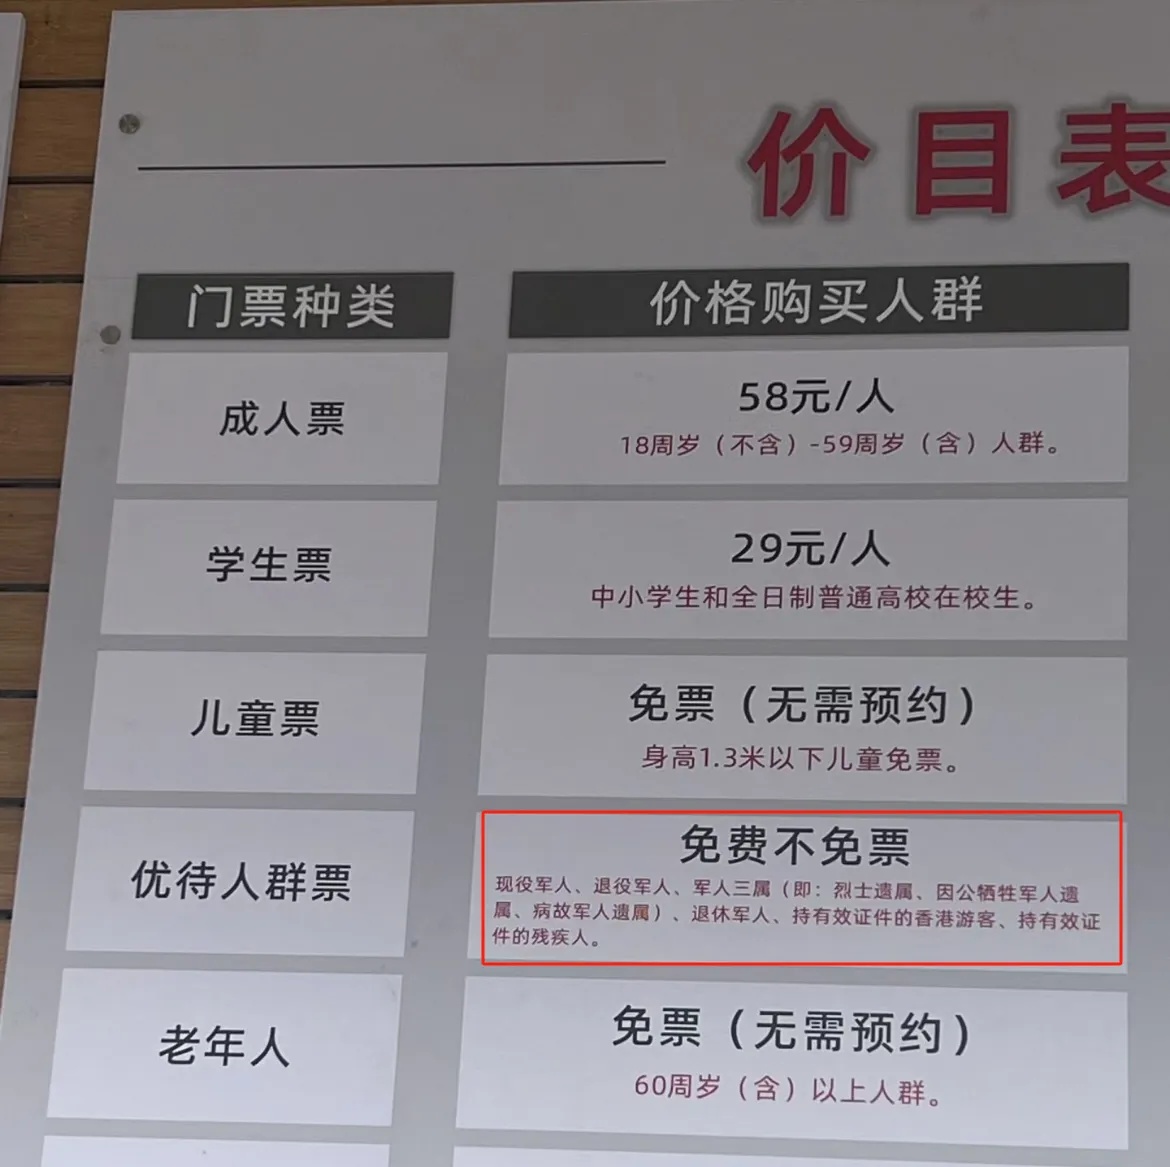 价目表
门票种类
价格购买人群
成人票
58元/人
18周岁（不含）-59周岁（含）人群。
学生票
29元/人
中小学生和全日制普通高校在校生。
儿童票
免票（无需预约）
身高1.3米以下儿童免票。
优待人群票
免费不免票
现役军人、退役军人、军人三属（即：烈士遗属、因公牺牲军人遗
属、病故军人遗属）、退休军人、持有效证件的香港游客、持有效证
件的残疾人。
老年人
免票（无需预约）
60周岁（含）以上人群。